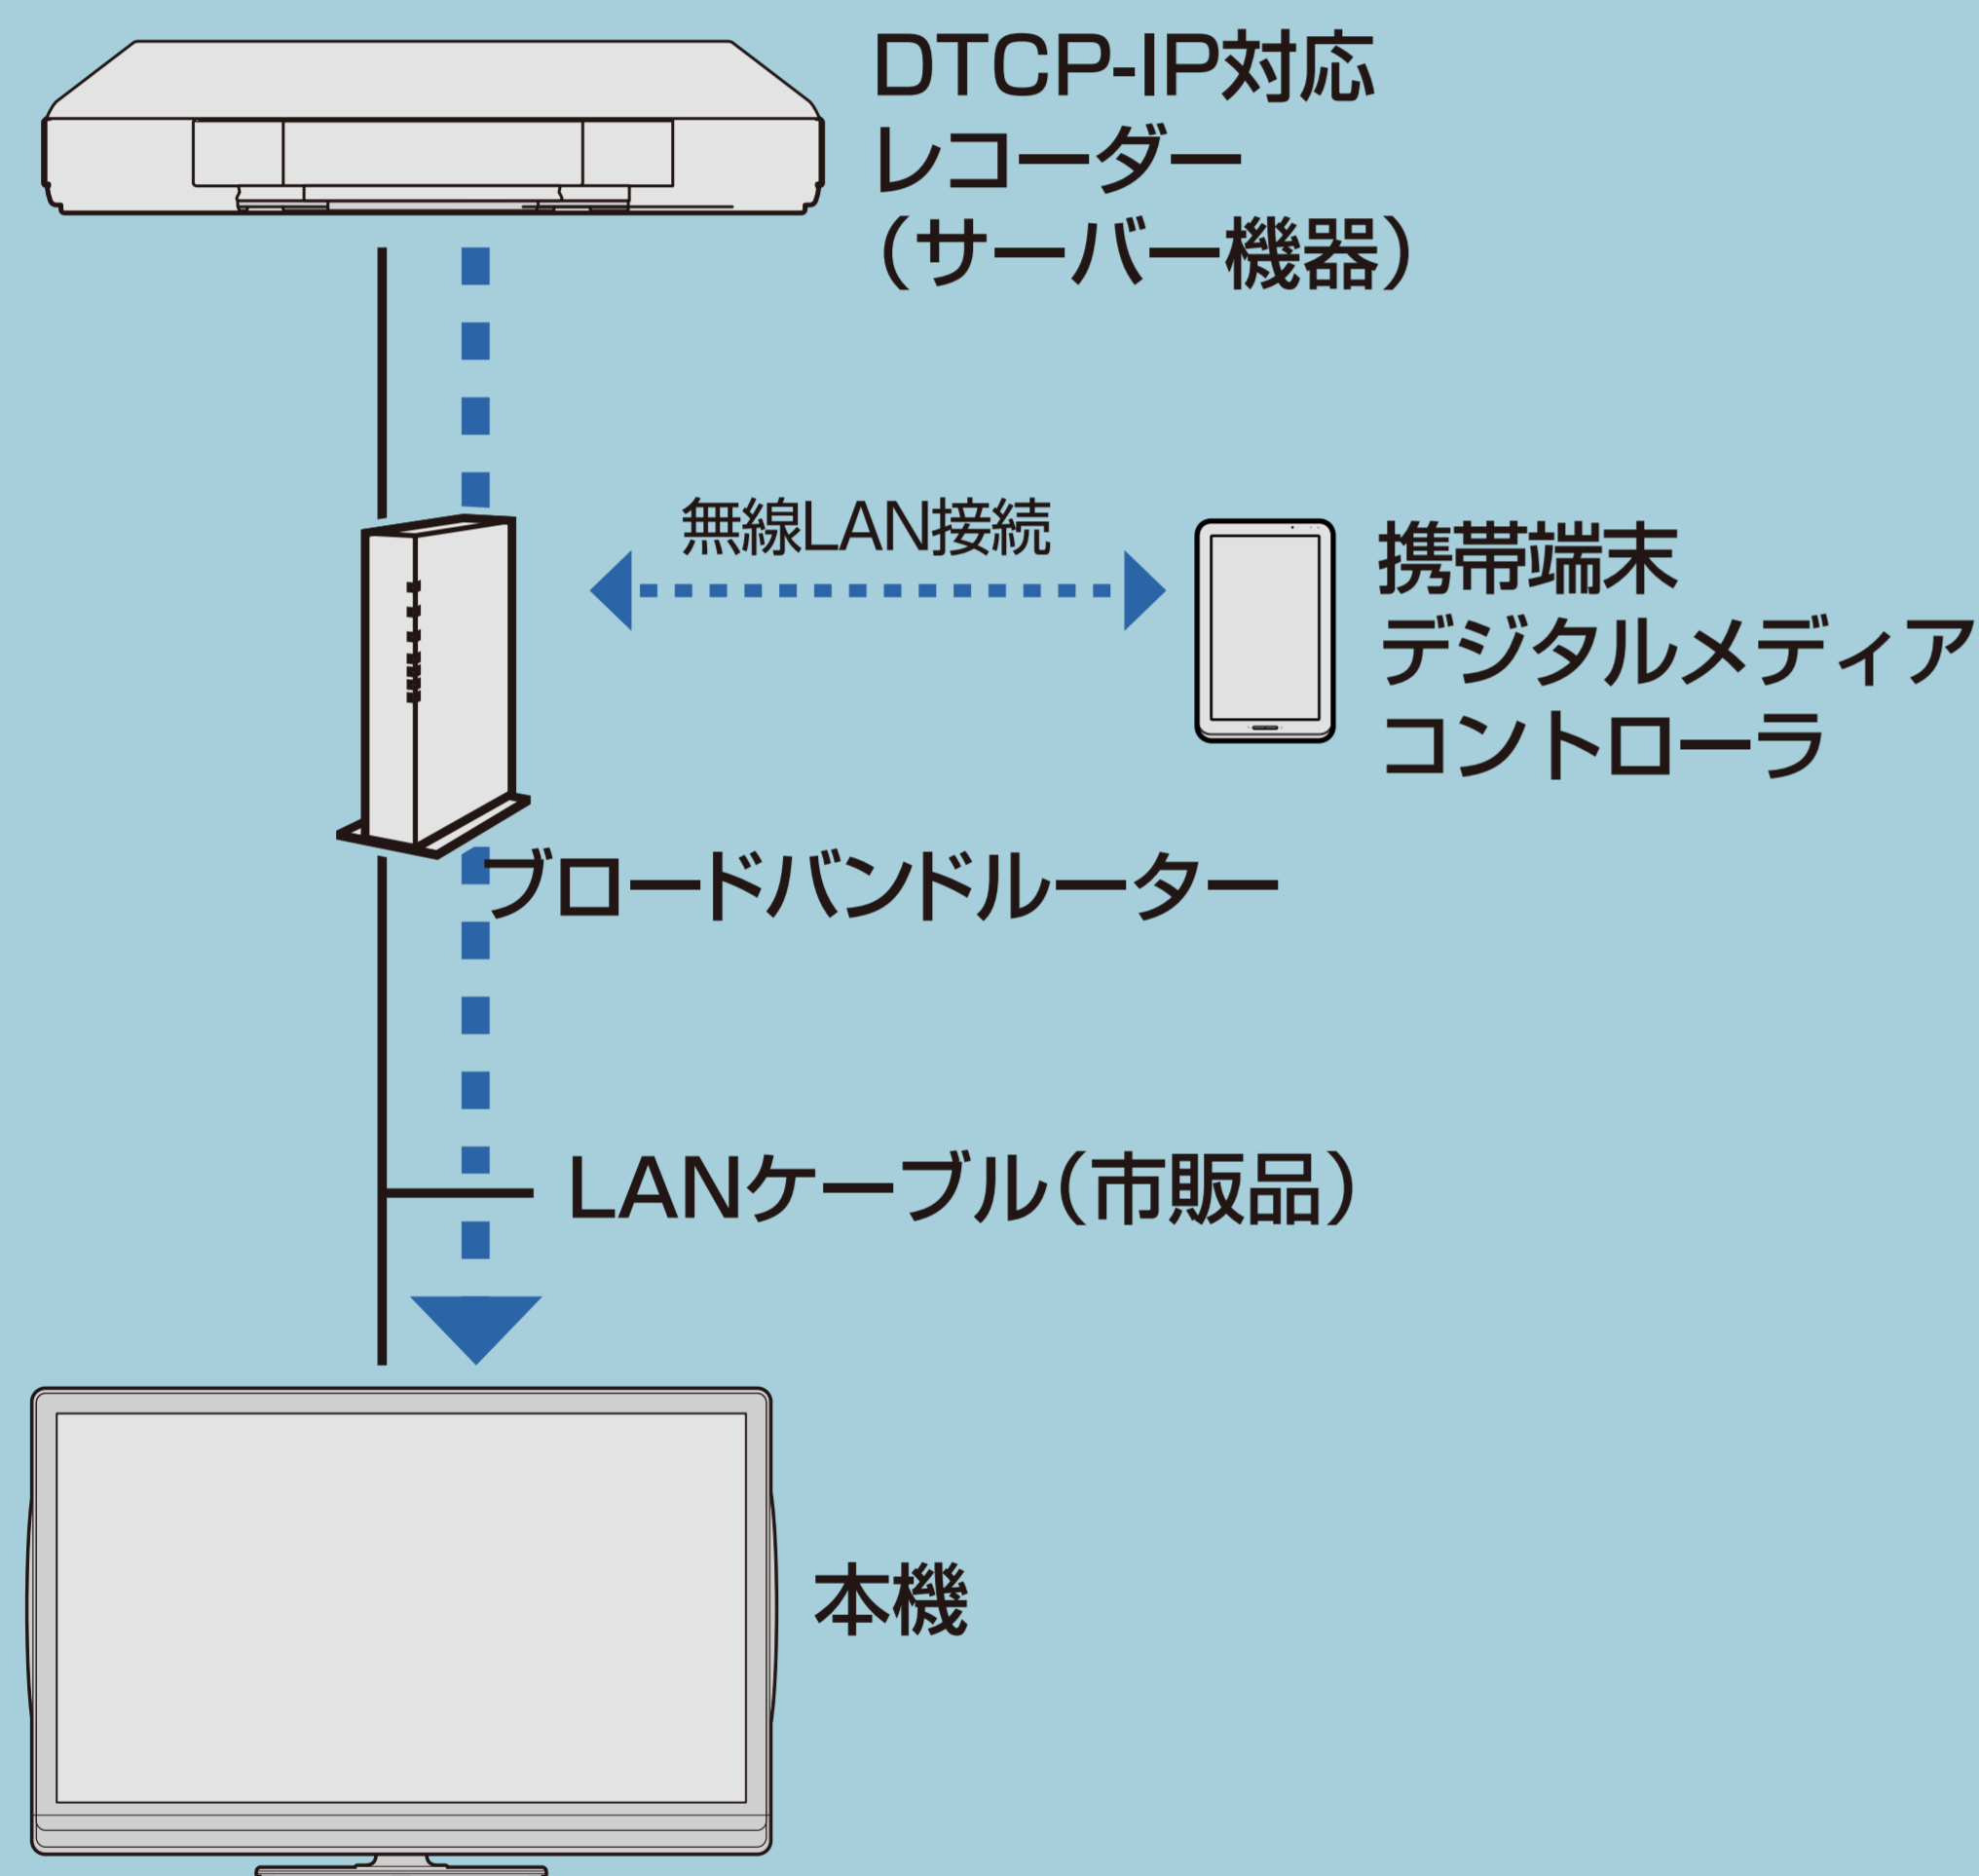 DTCP-IP対応
レコーダー
(サーバー機器)
無線LAN接続
携帯端末
デジタルメディア
コントローラ
ブロードバンドルーター
LANケーブル(市販品)
本機